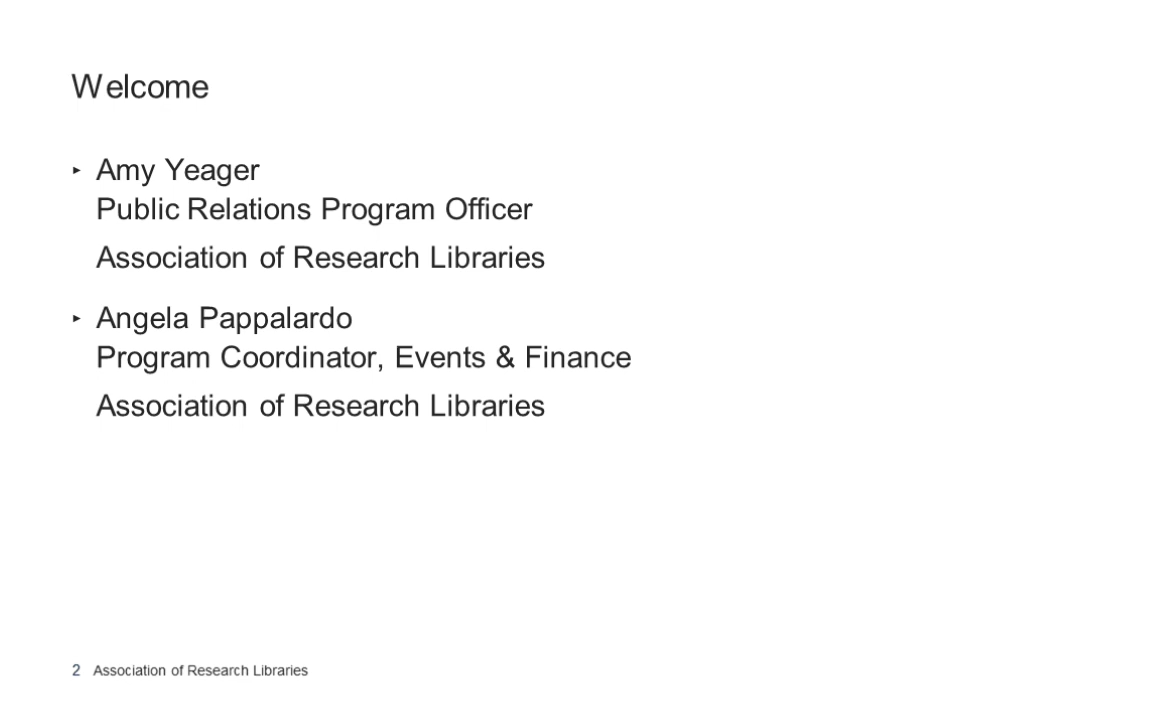 Welcome
‣ Amy Yeager
Public Relations Program Officer
Association of Research Libraries
‣ Angela Pappalardo
Program Coordinator, Events & Finance
Association of Research Libraries
2 Association of Research Libraries